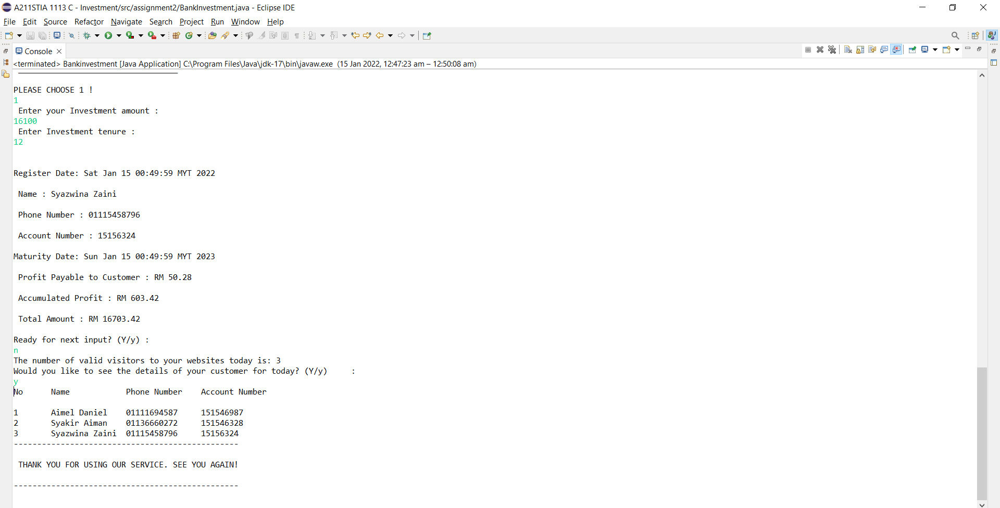 A211STIA 1113 C - Investment/src/assignment2/BankInvestment.java - Eclipse IDE
File Edit Source Refactor Navigate Search Project Run Window Help
Console
<terminated> Bankinvestment [Java Application] C:\Program Files\Java\jdk-17\bin\javaw.exe (15 Jan 2022, 12:47:23 am – 12:50:08 am)
PLEASE CHOOSE 1 !
1
Enter your Investment amount :
16100
Enter Investment tenure :
12
Register Date: Sat Jan 15 00:49:59 MYT 2022
Name : Syazwina Zaini
Phone Number : 01115458796
Account Number : 15156324
Maturity Date: Sun Jan 15 00:49:59 MYT 2023
Profit Payable to Customer : RM 50.28
Accumulated Profit : RM 603.42
Total Amount : RM 16703.42
Ready for next input? (Y/y) :
n
The number of valid visitors to your websites today is: 3
Would you like to see the details of your customer for today? (Y/y) :
y
No Name Phone Number Account Number
1 Aimel Daniel 01111694587 151546987
2 Syakir Aiman 01136660272 151546328
3 Syazwina Zaini 01115458796 15156324
------------------------------------------------
THANK YOU FOR USING OUR SERVICE. SEE YOU AGAIN!
------------------------------------------------